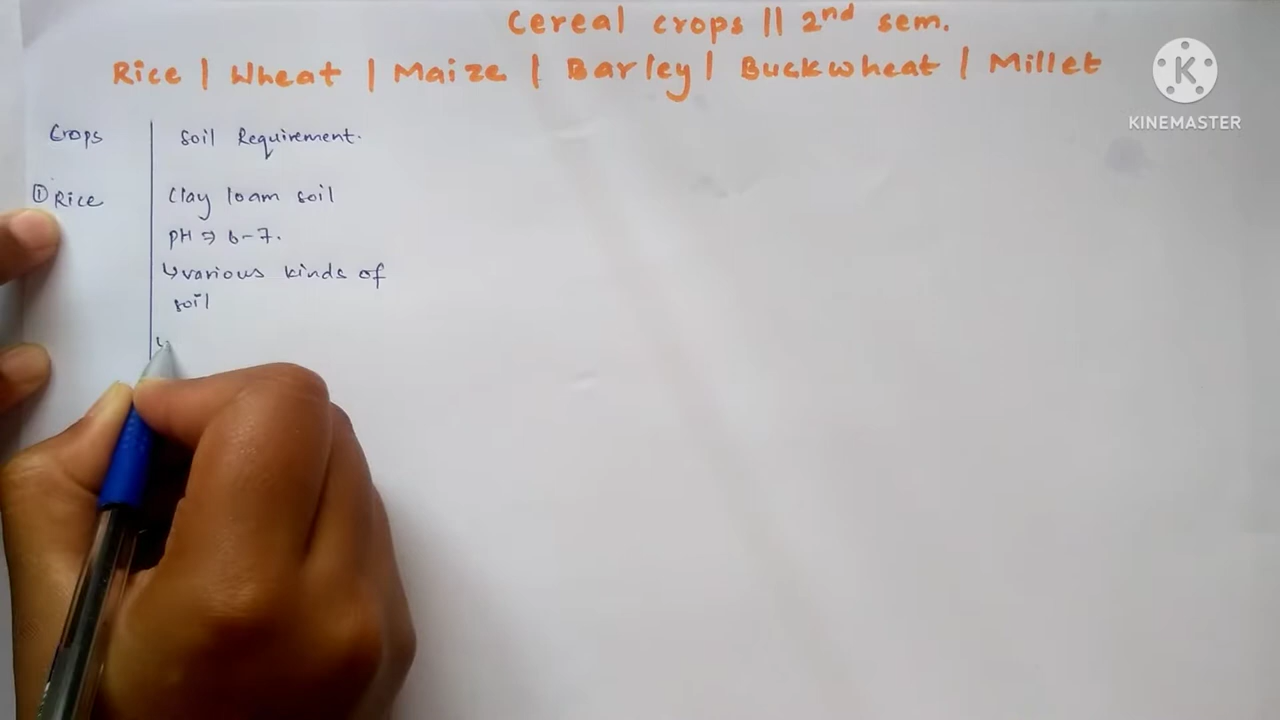 Cereal crops || 2nd sem.
Rice | Wheat | Maize | Barley | Buckwheat | Millet
K
KINEMASTER
Crops | Soil Requirement.
① Rice | Clay loam soil
pH ⇒ 6-7.
↳ various kinds of
soil